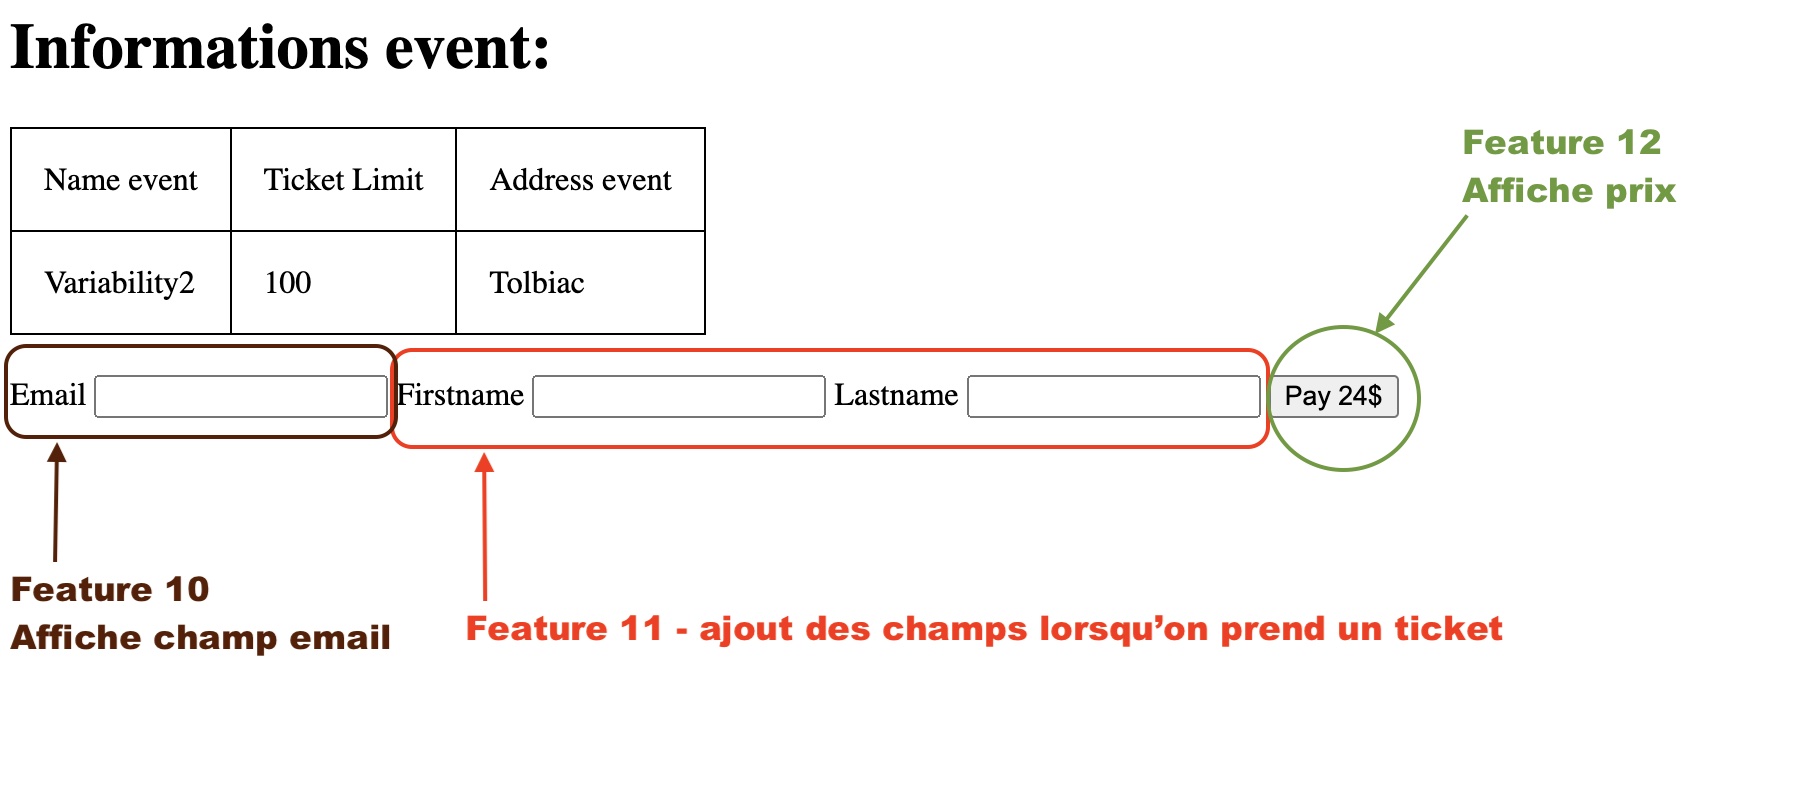 Informations event:
Name event Ticket Limit Address event
Variability2 100 Tolbiac
Feature 12
Affiche prix
Email Firstname Lastname Pay 24$
Feature 10
Affiche champ email
Feature 11 - ajout des champs lorsqu’on prend un ticket